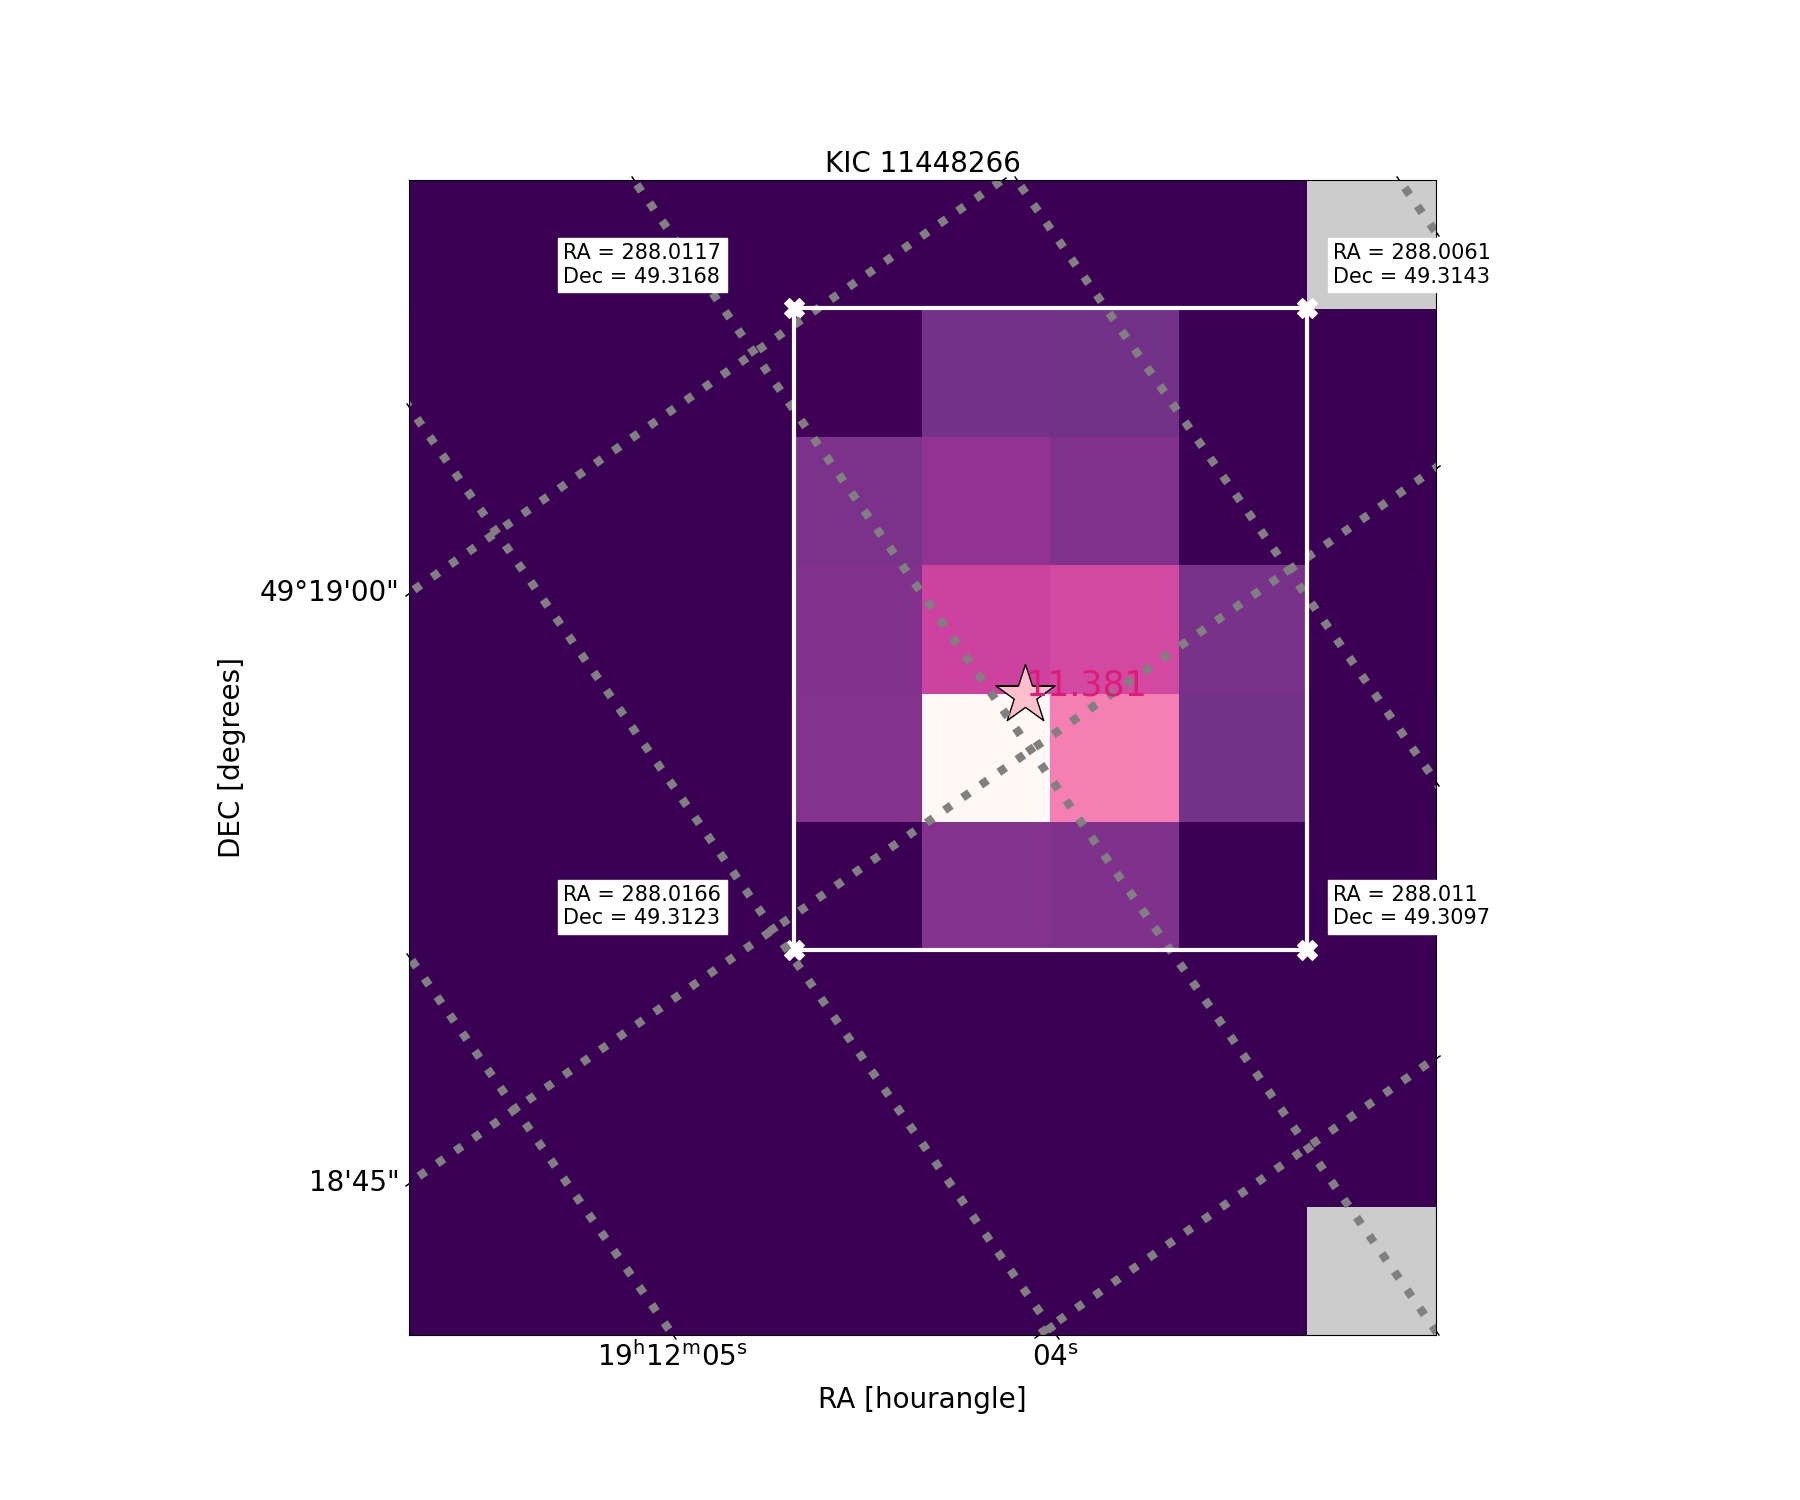 KIC 11448266
RA = 288.0117
Dec = 49.3168
RA = 288.0061
Dec = 49.3143
49°19'00"
11.381
DEC [degrees]
RA = 288.0166
Dec = 49.3123
RA = 288.011
Dec = 49.3097
18'45"
19ʰ12ᵐ05ˢ
04ˢ
RA [hourangle]